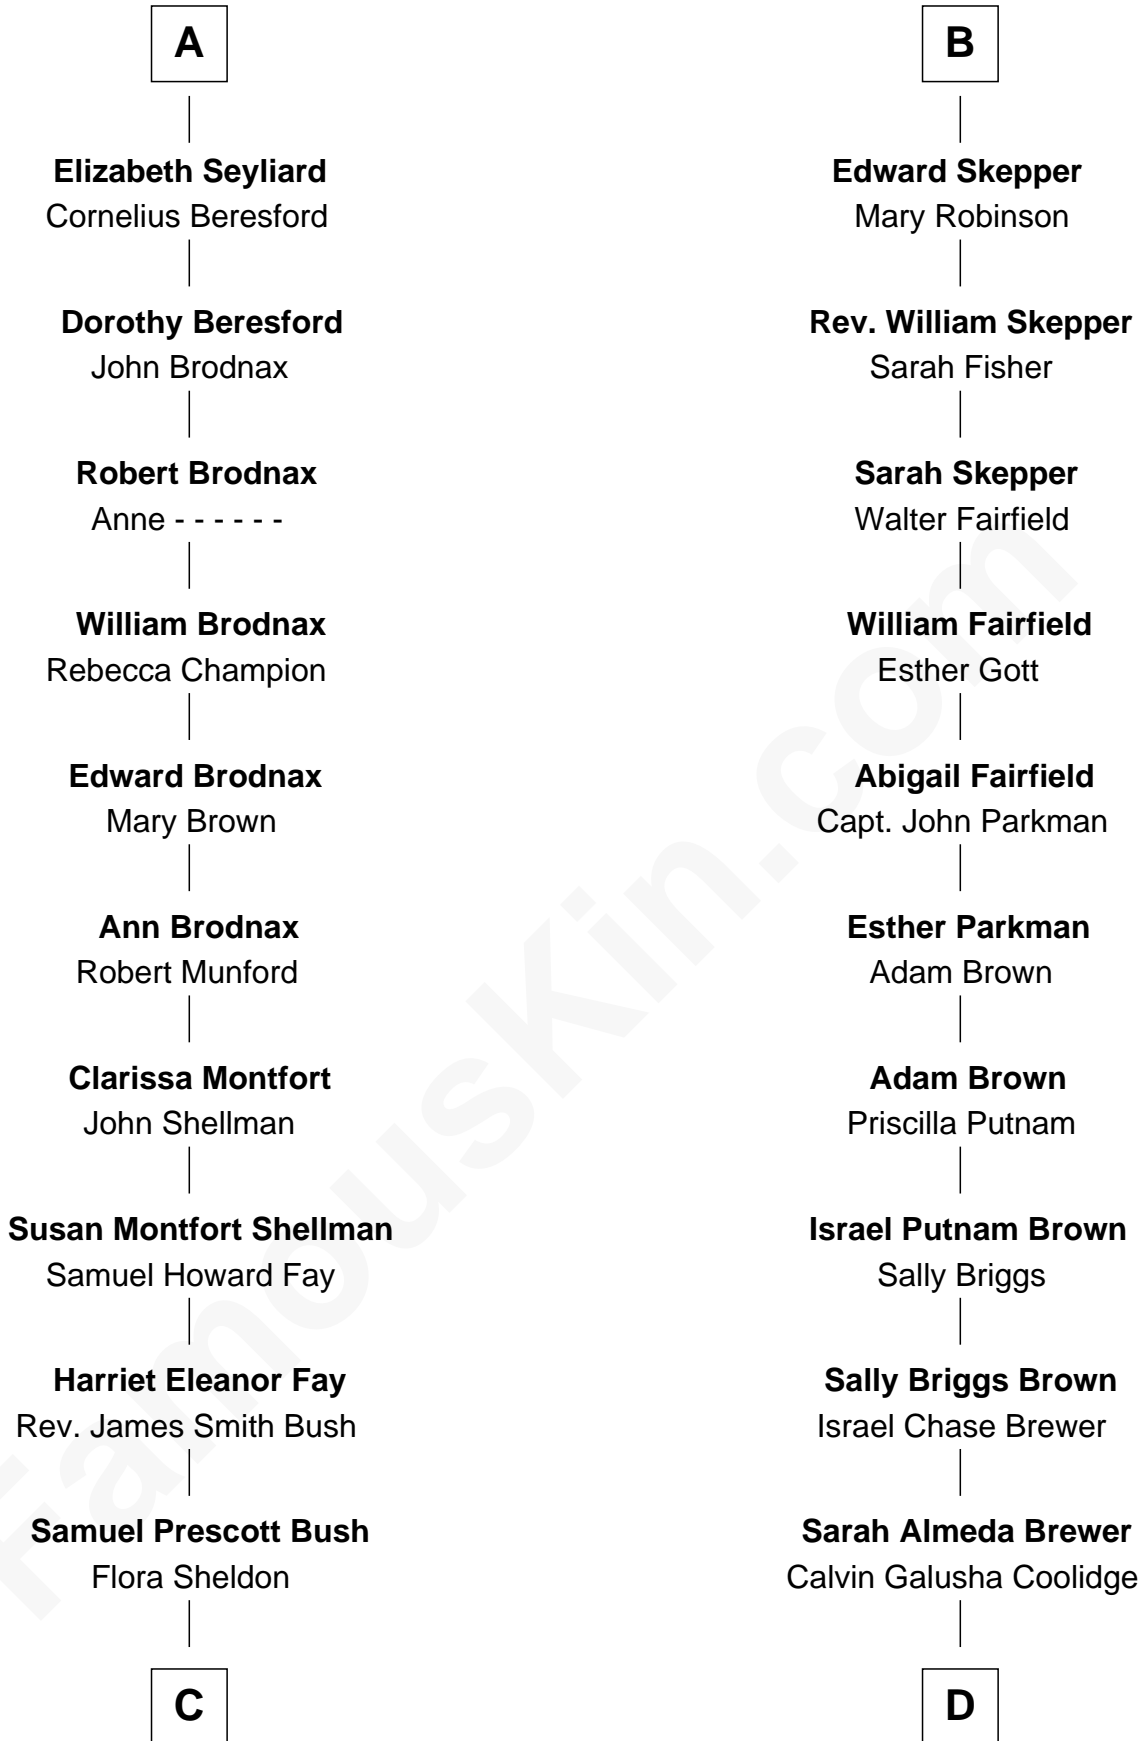 A
Elizabeth Seyliard
Cornelius Beresford
Dorothy Beresford
John Brodnax
Robert Brodnax
Anne - - - - - -
William Brodnax
Rebecca Champion
Edward Brodnax
Mary Brown
Ann Brodnax
Robert Munford
Clarissa Montfort
John Shellman
Susan Montfort Shellman
Samuel Howard Fay
Harriet Eleanor Fay
Rev. James Smith Bush
Samuel Prescott Bush
Flora Sheldon
C
B
Edward Skepper
Mary Robinson
Rev. William Skepper
Sarah Fisher
Sarah Skepper
Walter Fairfield
William Fairfield
Esther Gott
Abigail Fairfield
Capt. John Parkman
Esther Parkman
Adam Brown
Adam Brown
Priscilla Putnam
Israel Putnam Brown
Sally Briggs
Sally Briggs Brown
Israel Chase Brewer
Sarah Almeda Brewer
Calvin Galusha Coolidge
D
FamousKin.com